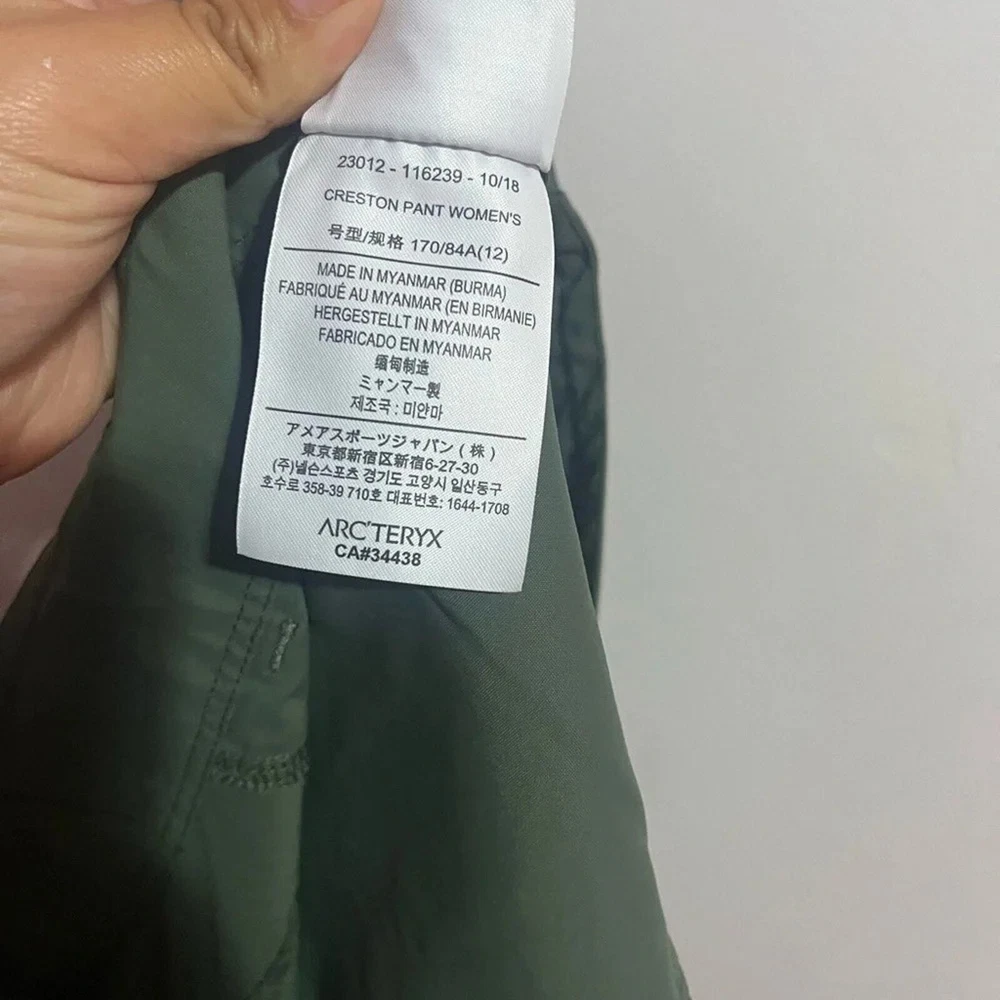 23012 - 116239 - 10/18
CRESTON PANT WOMEN'S
号型/规格 170/84A(12)
MADE IN MYANMAR (BURMA)
FABRIQUÉ AU MYANMAR (EN BIRMANIE)
HERGESTELLT IN MYANMAR
FABRICADO EN MYANMAR
缅甸制造
ミャンマー製
제조국 : 미얀마
アメアスポーツジャパン ( 株 )
東京都新宿区新宿6-27-30
(주)넬슨스포츠 경기도 고양시 일산동구
호수로 358-39 710호 대표번호: 1644-1708
ARC'TERYX
CA#34438